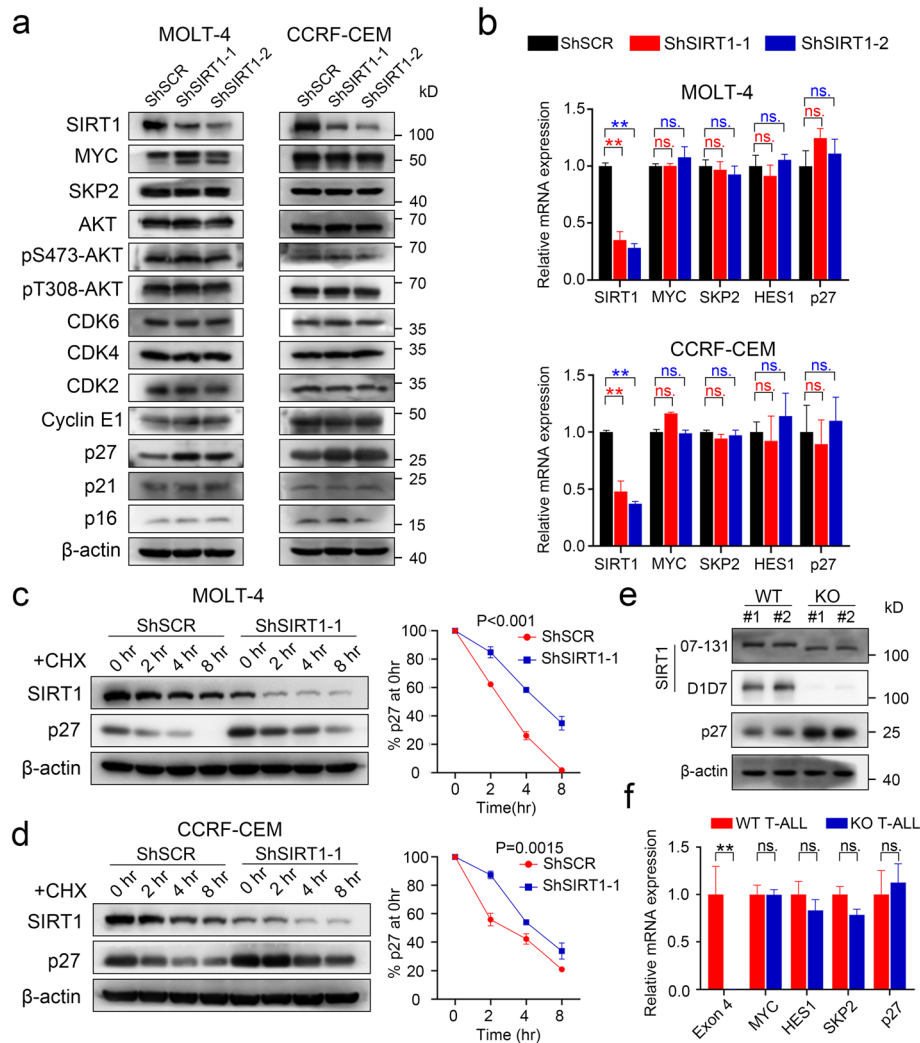 a
MOLT-4 CCRF-CEM
ShSCR ShSIRT1-1 ShSIRT1-2 ShSCR ShSIRT1-1 ShSIRT1-2 kD
SIRT1 100
MYC 50
SKP2 40
AKT 70
pS473-AKT 70
pT308-AKT 70
CDK6 35
CDK4 35
CDK2 35
Cyclin E1 50
p27 25
p21 25
p16 15
β-actin 40
b
ShSCR ShSIRT1-1 ShSIRT1-2
MOLT-4
Relative mRNA expression
1.5
1.0
0.5
0.0
** ** ns. ns. ns. ns. ns. ns. ns. ns.
SIRT1 MYC SKP2 HES1 p27
CCRF-CEM
Relative mRNA expression
1.5
1.0
0.5
0.0
** ** ns. ns. ns. ns. ns. ns. ns. ns.
SIRT1 MYC SKP2 HES1 p27
c
MOLT-4
ShSCR ShSIRT1-1
+CHX 0 hr 2 hr 4 hr 8 hr 0 hr 2 hr 4 hr 8 hr
SIRT1
p27
β-actin
P<0.001
ShSCR
ShSIRT1-1
% p27 at 0hr
100
80
60
40
20
0
0 2 4 8
Time(hr)
d
CCRF-CEM
ShSCR ShSIRT1-1
+CHX 0 hr 2 hr 4 hr 8 hr 0 hr 2 hr 4 hr 8 hr
SIRT1
p27
β-actin
P=0.0015
ShSCR
ShSIRT1-1
% p27 at 0hr
100
80
60
40
20
0
0 2 4 8
Time (hr)
e
WT KO kD
#1 #2 #1 #2
SIRT1
07-131 100
D1D7 100
p27 25
β-actin 40
f
WT T-ALL KO T-ALL
Relative mRNA expression
1.5
1.0
0.5
0.0
** ns. ns. ns. ns.
Exon 4 MYC HES1 SKP2 p27